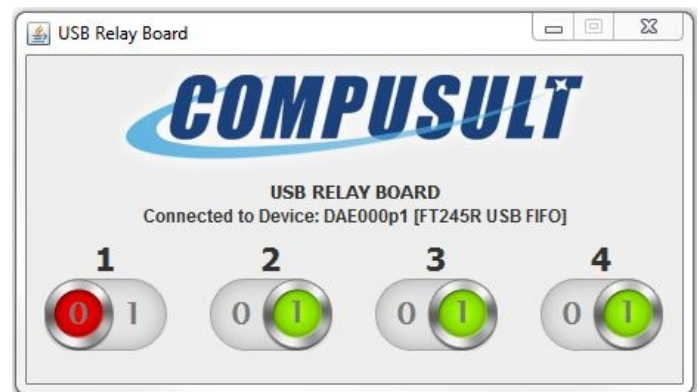 USB Relay Board
COMPUSULT
USB RELAY BOARD
Connected to Device: DAE000p1 [FT245R USB FIFO]
1 2 3 4
0 1 0 1 0 1 0 1